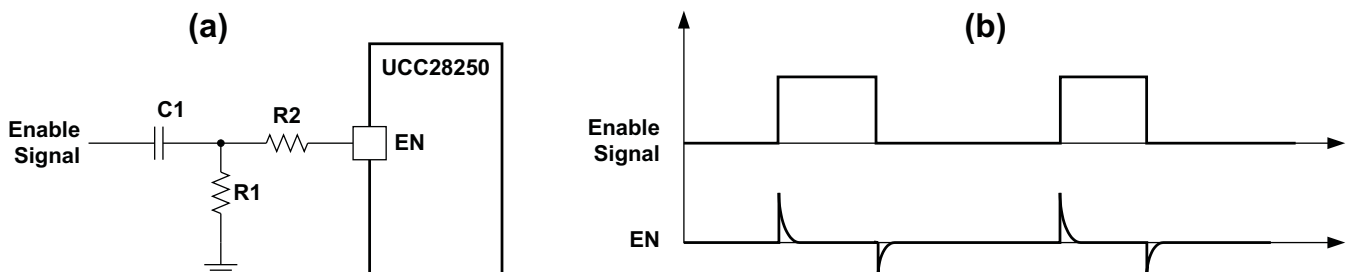 (a)
UCC28250
C1
R2
Enable
Signal
EN
R1
(b)
Enable
Signal
EN